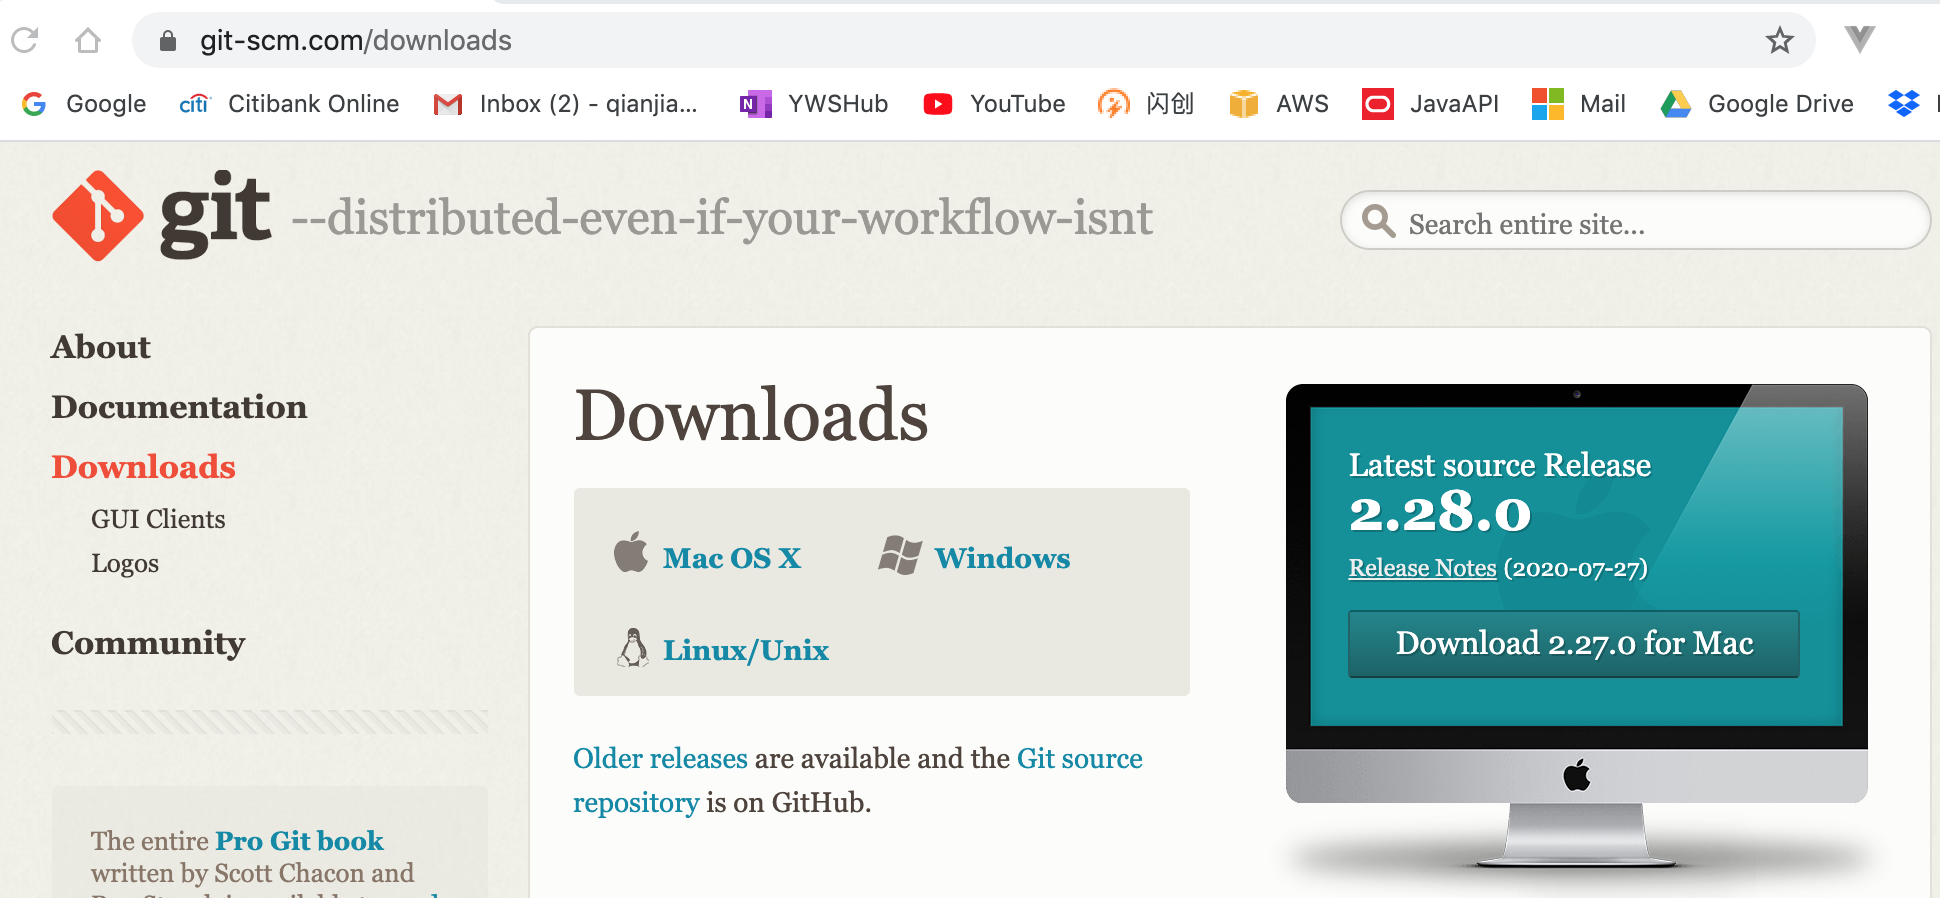 git-scm.com/downloads
Google
citi Citibank Online
Inbox (2) - qianjia...
N YWSHub
YouTube
闪创
AWS
JavaAPI
Mail
Google Drive
git --distributed-even-if-your-workflow-isnt
Search entire site...
About
Documentation
Downloads
GUI Clients
Logos
Community
The entire Pro Git book
written by Scott Chacon and
Downloads
Mac OS X
Windows
Linux/Unix
Older releases are available and the Git source
repository is on GitHub.
Latest source Release
2.28.0
Release Notes (2020-07-27)
Download 2.27.0 for Mac